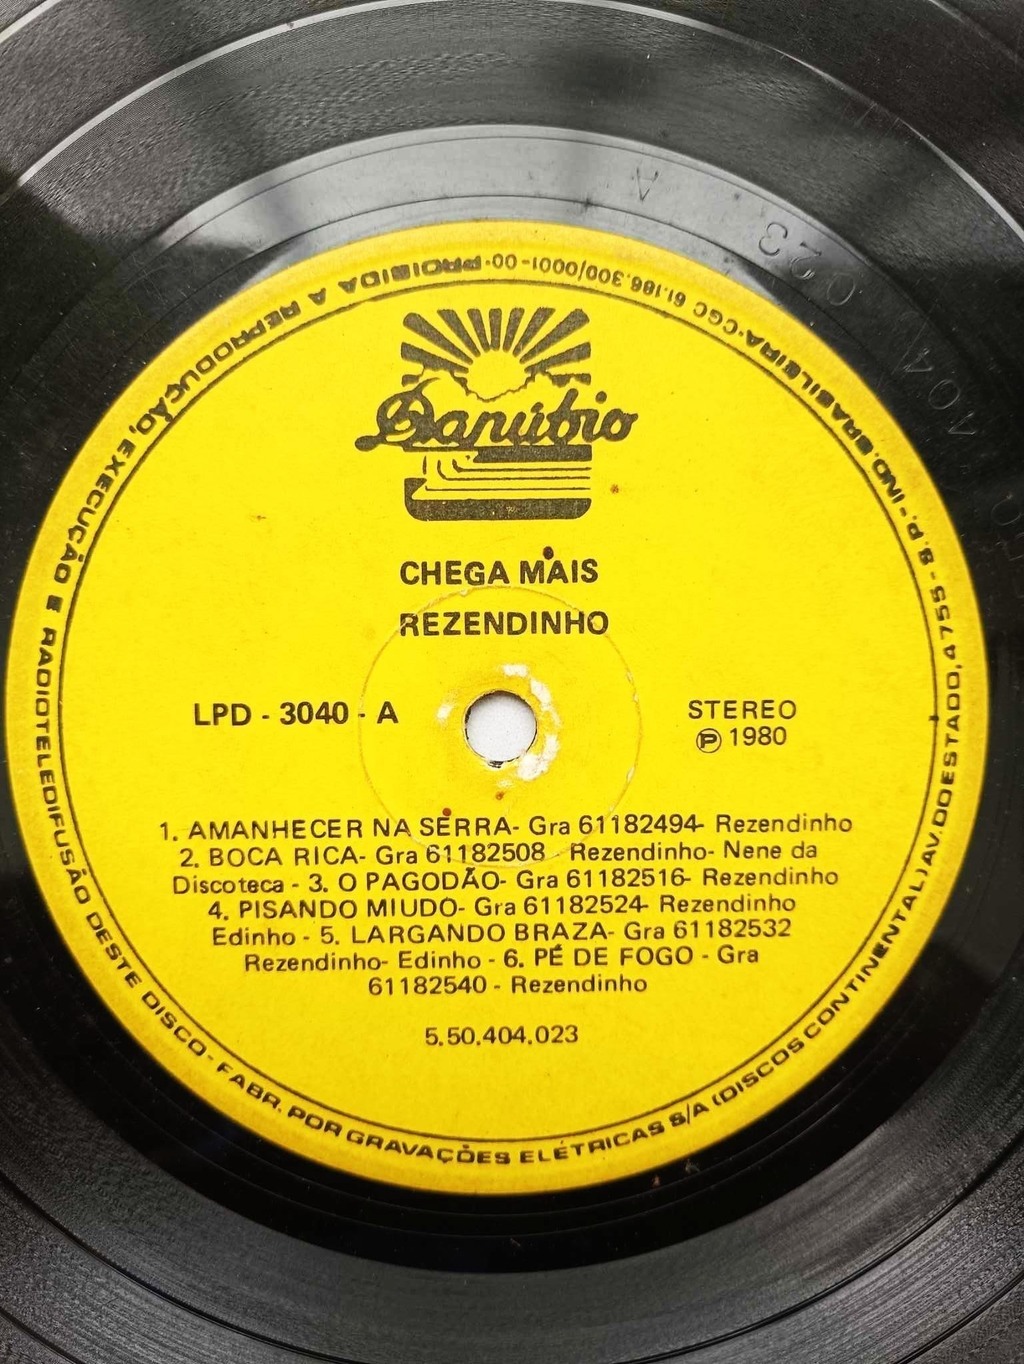 Danúbio
CHEGA MAIS
REZENDINHO
LPD - 3040 - A
STEREO
℗ 1980
1. AMANHECER NA SERRA- Gra 61182494- Rezendinho
2. BOCA RICA- Gra 61182508 Rezendinho- Nene da
Discoteca - 3. O PAGODÃO- Gra 61182516- Rezendinho
4. PISANDO MIUDO- Gra 61182524- Rezendinho
Edinho - 5. LARGANDO BRAZA- Gra 61182532
Rezendinho- Edinho - 6. PÉ DE FOGO - Gra
61182540 - Rezendinho
5.50.404.023
PROIBIDA A REPRODUÇÃO, EXECUÇÃO E RADIOTELEDIFUSÃO DESTE DISCO - FABR. POR GRAVAÇÕES ELÉTRICAS S/A (DISCOS CONTINENTAL) AV. DO ESTADO, 4755 - S.P. - IND. BRASILEIRA - CGC 61.186.300/0001-00 -
404 023 A